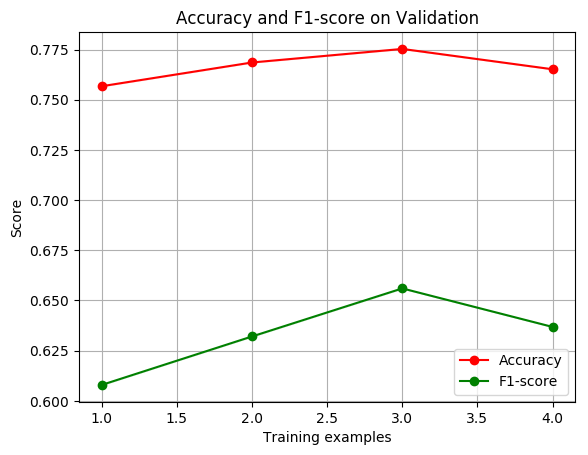 Accuracy and F1-score on Validation
0.775
0.750
0.725
0.700
0.675
0.650
0.625
0.600
Score
1.0 1.5 2.0 2.5 3.0 3.5 4.0
Training examples
Accuracy
F1-score